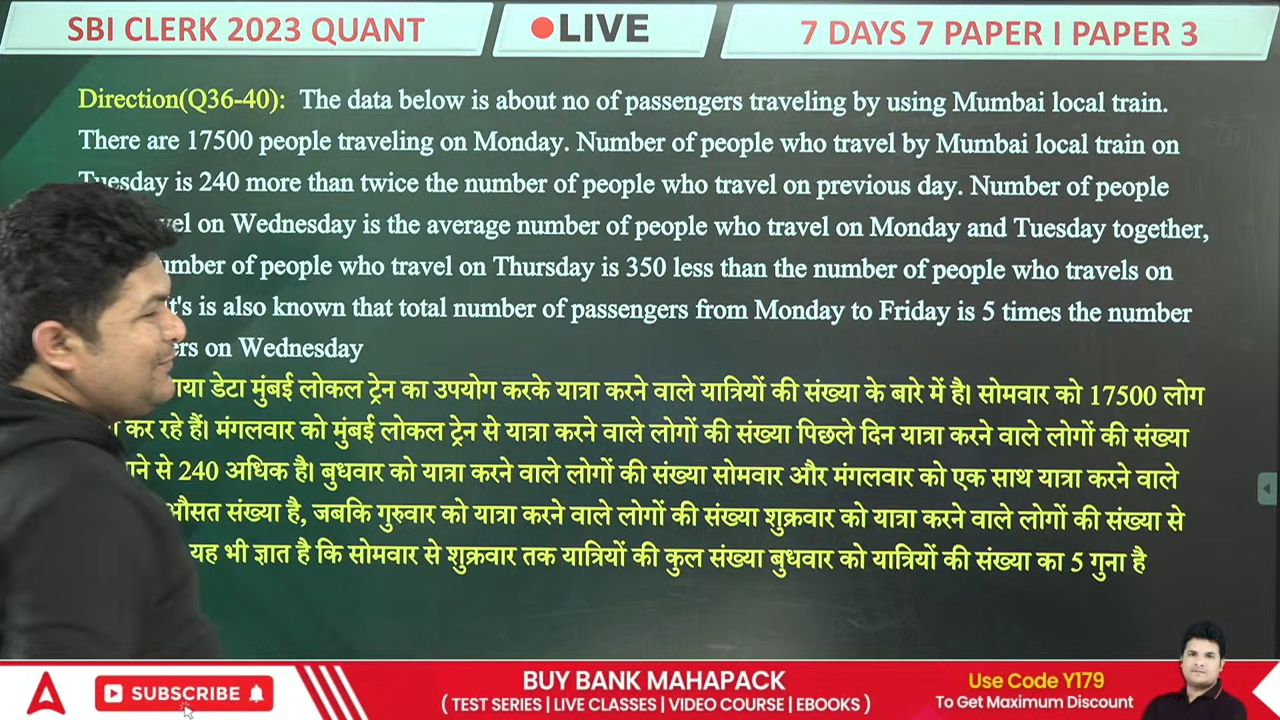 SBI CLERK 2023 QUANT
LIVE
7 DAYS 7 PAPER I PAPER 3
Direction(Q36-40): The data below is about no of passengers traveling by using Mumbai local train.
There are 17500 people traveling on Monday. Number of people who travel by Mumbai local train on
Tuesday is 240 more than twice the number of people who travel on previous day. Number of people
on Wednesday is the average number of people who travel on Monday and Tuesday together,
of people who travel on Thursday is 350 less than the number of people who travels on
is also known that total number of passengers from Monday to Friday is 5 times the number
on Wednesday
डेटा मुंबई लोकल ट्रेन का उपयोग करके यात्रा करने वाले यात्रियों की संख्या के बारे में है। सोमवार को 17500 लोग
कर रहे हैं। मंगलवार को मुंबई लोकल ट्रेन से यात्रा करने वाले लोगों की संख्या पिछले दिन यात्रा करने वाले लोगों की संख्या
से 240 अधिक है। बुधवार को यात्रा करने वाले लोगों की संख्या सोमवार और मंगलवार को एक साथ यात्रा करने वाले
औसत संख्या है, जबकि गुरुवार को यात्रा करने वाले लोगों की संख्या शुक्रवार को यात्रा करने वाले लोगों की संख्या से
यह भी ज्ञात है कि सोमवार से शुक्रवार तक यात्रियों की कुल संख्या बुधवार को यात्रियों की संख्या का 5 गुना है
SUBSCRIBE
BUY BANK MAHAPACK
( TEST SERIES | LIVE CLASSES | VIDEO COURSE | EBOOKS )
Use Code Y179
To Get Maximum Discount